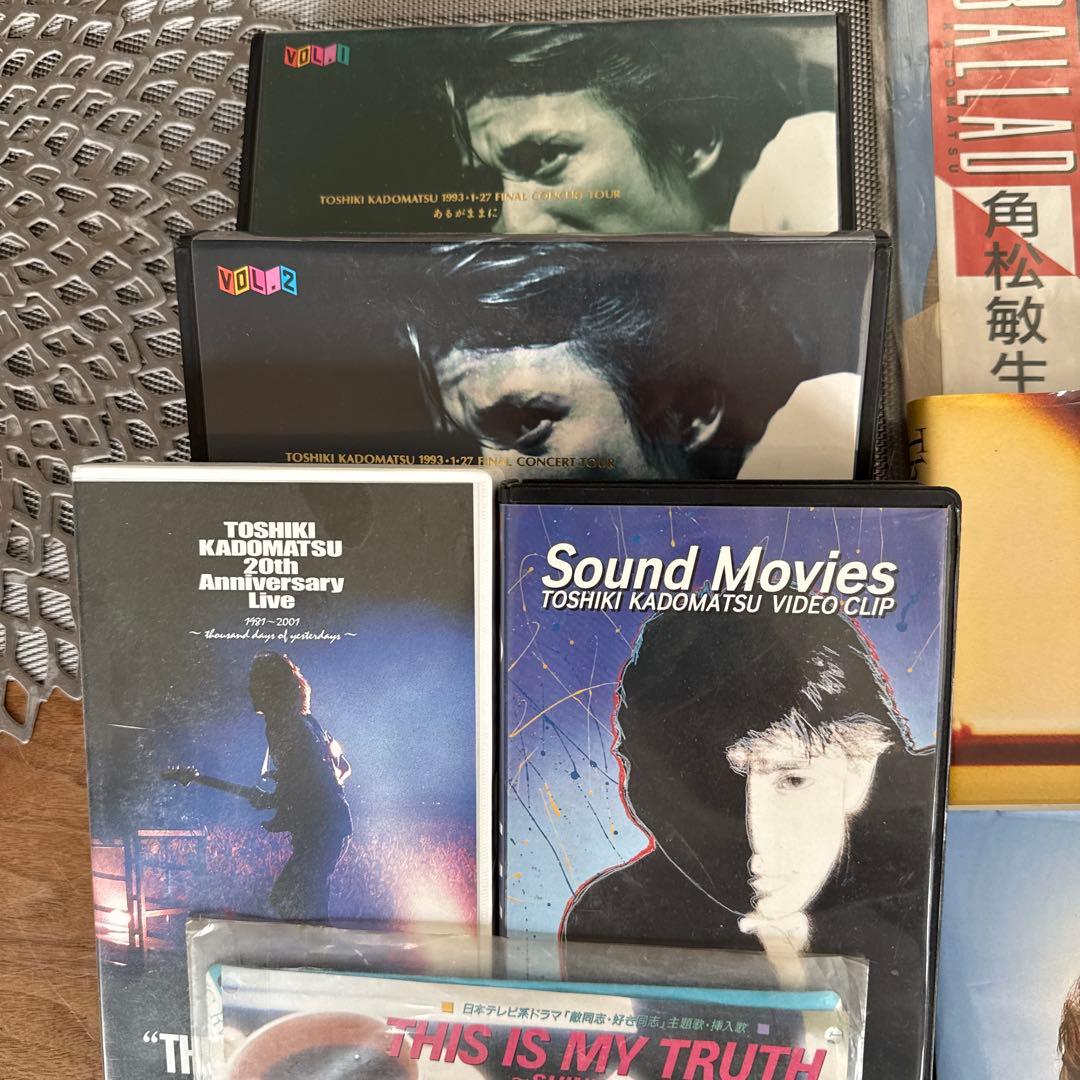 VOL.1
TOSHIKI KADOMATSU 1993・1・27 FINAL CONCERT TOUR
あるがままに
VOL.2
TOSHIKI KADOMATSU 1993・1・27 FINAL CONCERT TOUR
BALLAD
KADOMATSU
角松敏生
TOSHIKI
KADOMATSU
20th
Anniversary
Live
1981~2001
~ thousand days of yesterdays ~
Sound Movies
TOSHIKI KADOMATSU VIDEO CLIP
"TH
日本テレビ系ドラマ「敵同志・好き同志」主題歌・挿入歌
THIS IS MY TRUTH